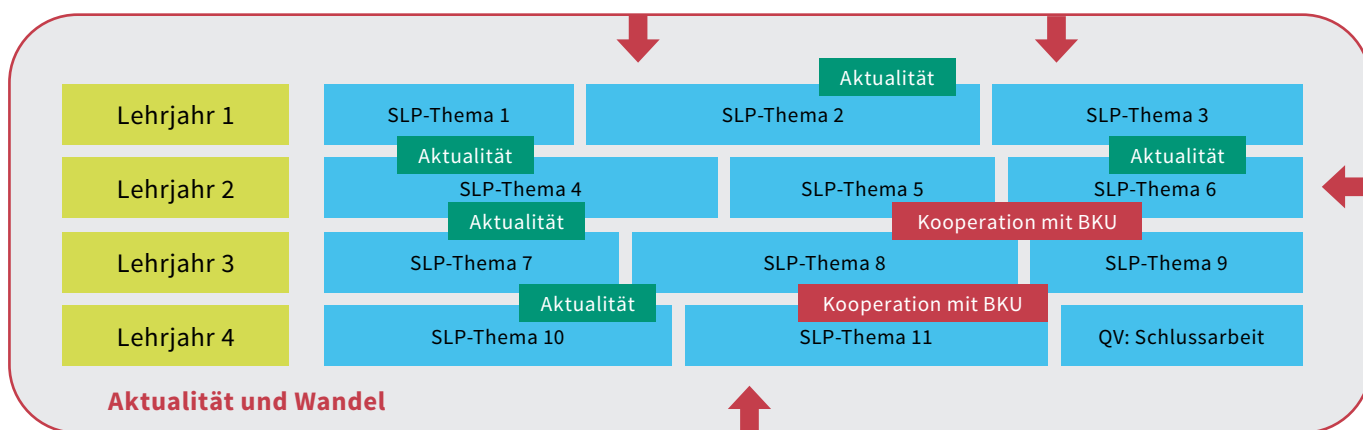 Aktualität
Lehrjahr 1
SLP-Thema 1
SLP-Thema 2
SLP-Thema 3
Aktualität
Aktualität
Lehrjahr 2
SLP-Thema 4
SLP-Thema 5
SLP-Thema 6
Aktualität
Kooperation mit BKU
Lehrjahr 3
SLP-Thema 7
SLP-Thema 8
SLP-Thema 9
Aktualität
Kooperation mit BKU
Lehrjahr 4
SLP-Thema 10
SLP-Thema 11
QV: Schlussarbeit
Aktualität und Wandel